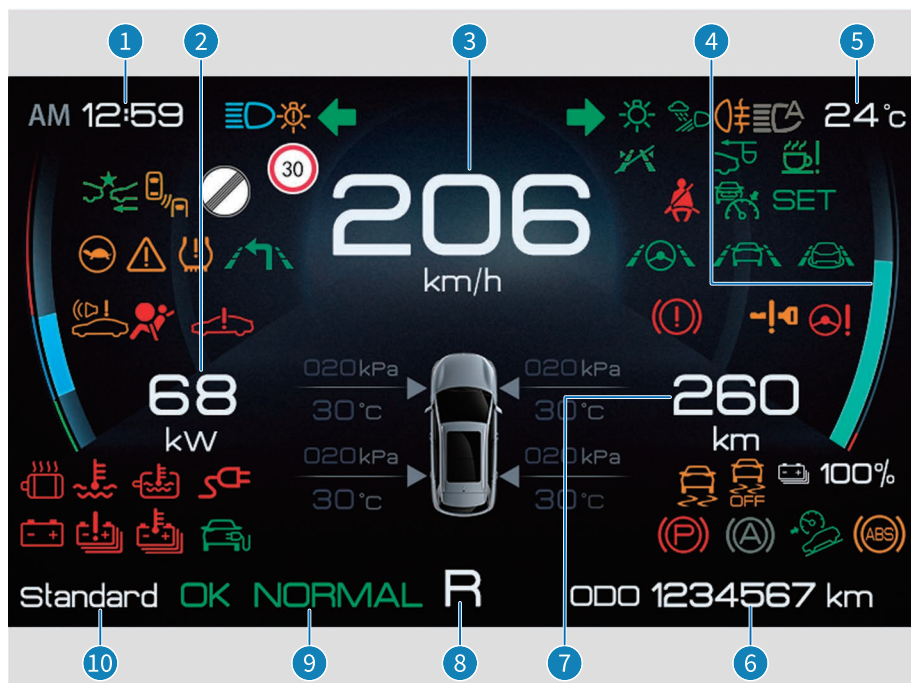 1 2 3 4 5
AM 12:59 A 24°c
30
! SET
206
! (!)
km/h
! ! (!) ! !
020kPa 020kPa
68 30°c 30°c 260
kW km
020kPa 020kPa
30°c 30°c OFF 100%
- + ! (P) (A) (ABS)
Standard OK NORMAL R ODO 1234567 km
10 9 8 7 6